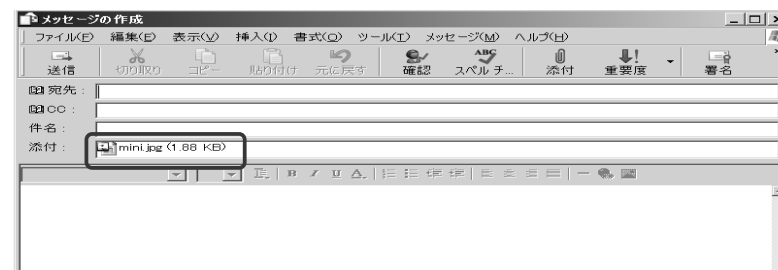 メッセージの作成
ファイル(F) 編集(E) 表示(V) 挿入(I) 書式(O) ツール(T) メッセージ(M) ヘルプ(H)
送信 切り取り コピー 貼り付け 元に戻す 確認 スペルチ... 添付 重要度 署名
宛先:
CC:
件名:
添付: mini.jpg (1.88 KB)
B I U A